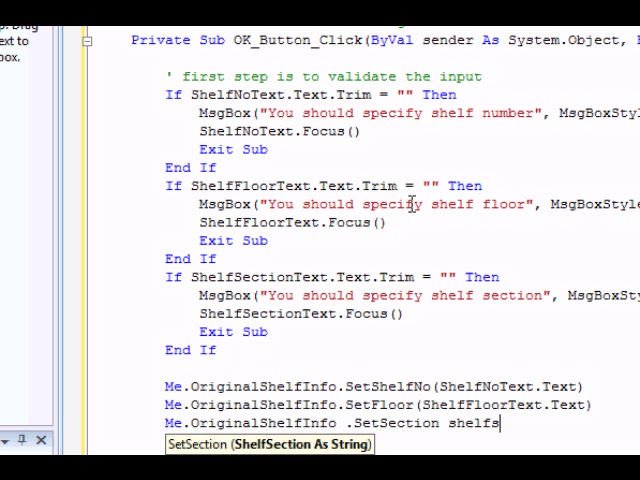 p. Drag
ext to
box.
Private Sub OK_Button_Click(ByVal sender As System.Object,
' first step is to validate the input
If ShelfNoText.Text.Trim = "" Then
MsgBox("You should specify shelf number", MsgBoxStyl
ShelfNoText.Focus()
Exit Sub
End If
If ShelfFloorText.Text.Trim = "" Then
MsgBox("You should specify shelf floor", MsgBoxStyle
ShelfFloorText.Focus()
Exit Sub
End If
If ShelfSectionText.Text.Trim = "" Then
MsgBox("You should specify shelf section", MsgBoxSty
ShelfSectionText.Focus()
Exit Sub
End If
Me.OriginalShelfInfo.SetShelfNo(ShelfNoText.Text)
Me.OriginalShelfInfo.SetFloor(ShelfFloorText.Text)
Me.OriginalShelfInfo .SetSection shelfs
SetSection (ShelfSection As String)